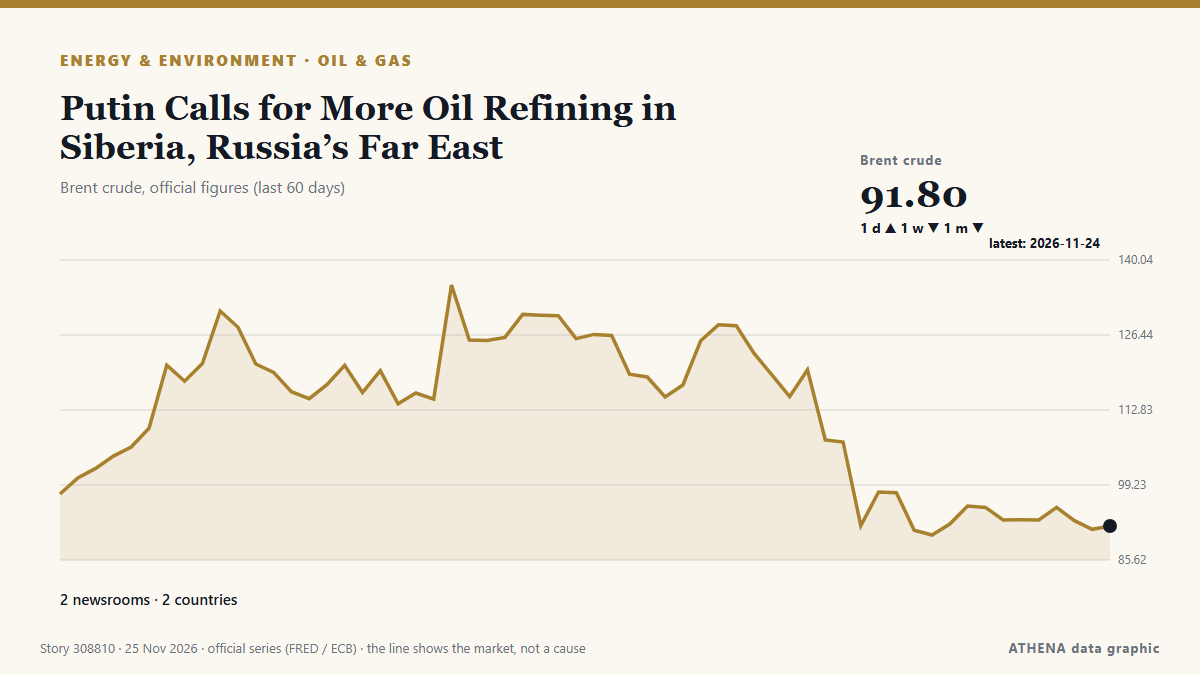 ENERGY & ENVIRONMENT · OIL & GAS
Putin Calls for More Oil Refining in
Siberia, Russia’s Far East
Brent crude, official figures (last 60 days)
Brent crude
91.80
1 d ▲ 1 w ▼ 1 m ▼
latest: 2026-11-24
140.04
126.44
112.83
99.23
85.62
2 newsrooms · 2 countries
Story 308810 · 25 Nov 2026 · official series (FRED / ECB) · the line shows the market, not a cause
ATHENA data graphic